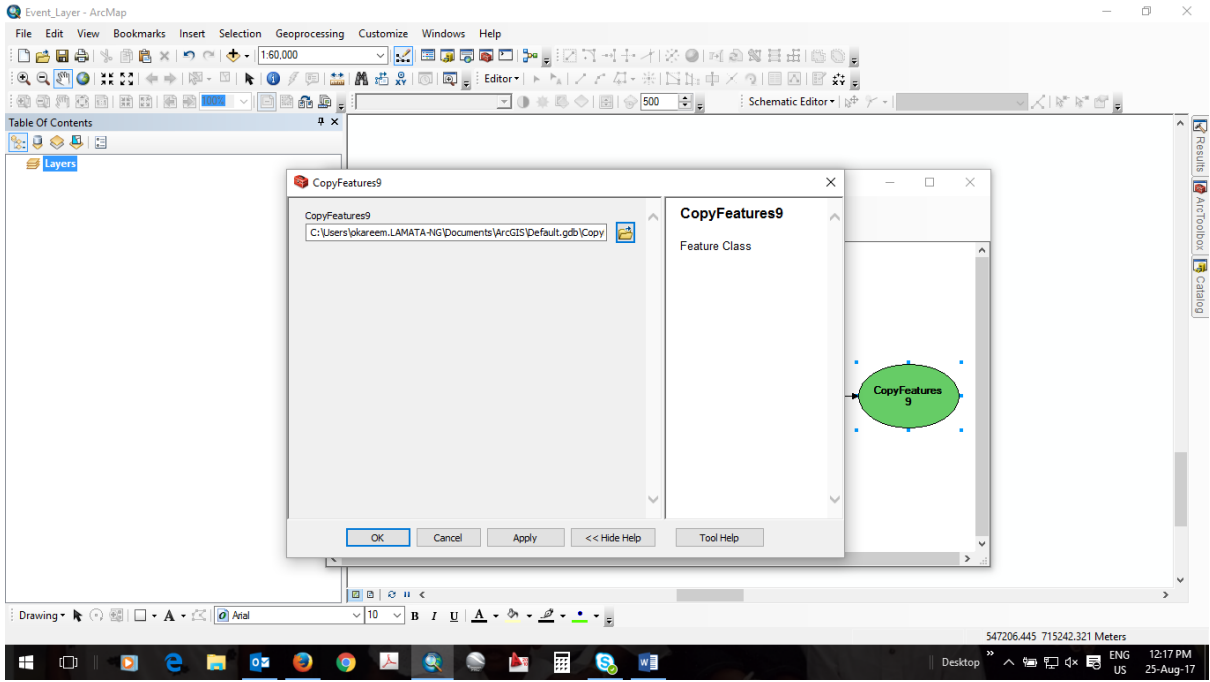 Event_Layer - ArcMap
File Edit View Bookmarks Insert Selection Geoprocessing Customize Windows Help
1:60,000
Editor
100% 500 Schematic Editor
Table Of Contents
Layers
CopyFeatures9
CopyFeatures9
C:\Users\pkareem.LAMATA-NG\Documents\ArcGIS\Default.gdb\Copy
CopyFeatures9
Feature Class
OK Cancel Apply << Hide Help Tool Help
CopyFeatures
9
Results
ArcToolbox
Catalog
Drawing A Arial 10 B I U A
547206.445 715242.321 Meters
Desktop ENG
US
12:17 PM
25-Aug-17